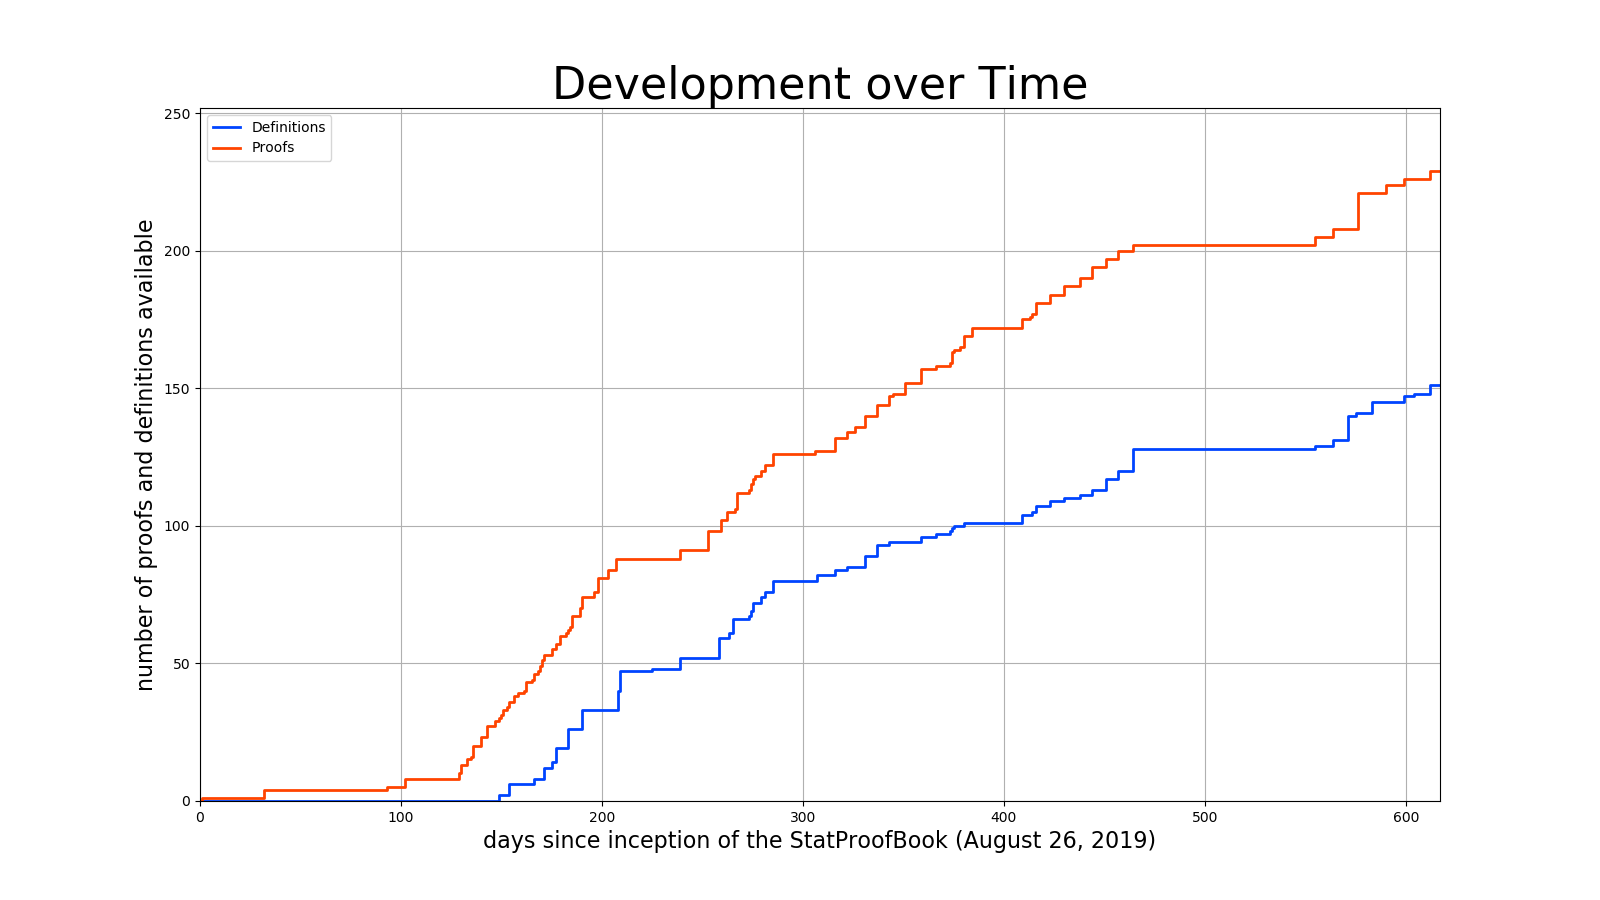 Development over Time
Definitions
Proofs
number of proofs and definitions available
250
200
150
100
50
0
0 100 200 300 400 500 600
days since inception of the StatProofBook (August 26, 2019)